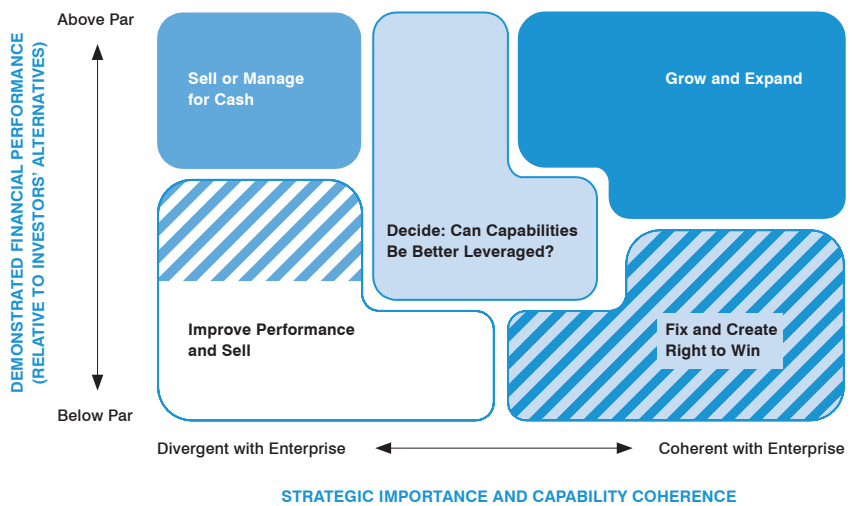 DEMONSTRATED FINANCIAL PERFORMANCE
(RELATIVE TO INVESTORS' ALTERNATIVES)
Above Par
Below Par
Sell or Manage
for Cash
Grow and Expand
Decide: Can Capabilities
Be Better Leveraged?
Improve Performance
and Sell
Fix and Create
Right to Win
Divergent with Enterprise
Coherent with Enterprise
STRATEGIC IMPORTANCE AND CAPABILITY COHERENCE